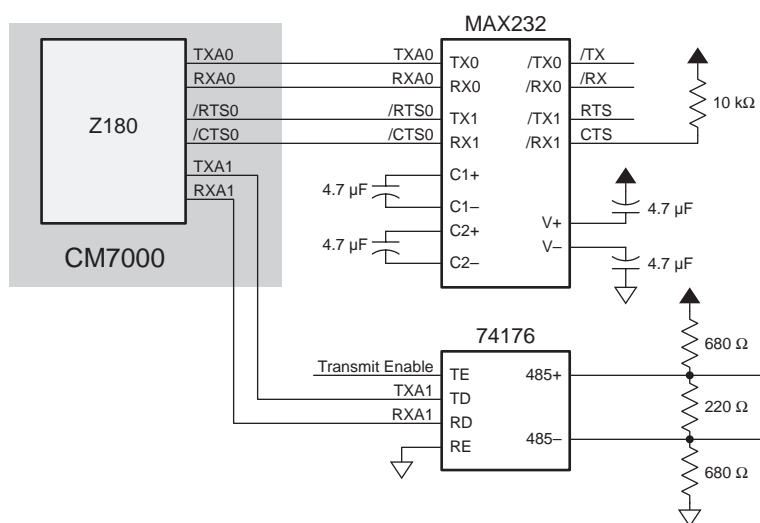 MAX232
TXA0 TXA0 TX0 /TX0 /TX
RXA0 RXA0 RX0 /RX0 /RX
10 kΩ
Z180 /RTS0 /RTS0 TX1 /TX1 RTS
/CTS0 /CTS0 RX1 /RX1 CTS
TXA1 C1+
4.7 µF
RXA1 C1– V+ 4.7 µF
C2+
4.7 µF V–
CM7000 C2– 4.7 µF
74176
680 Ω
Transmit Enable TE 485+
TXA1 TD
220 Ω
RXA1 RD
RE 485–
680 Ω